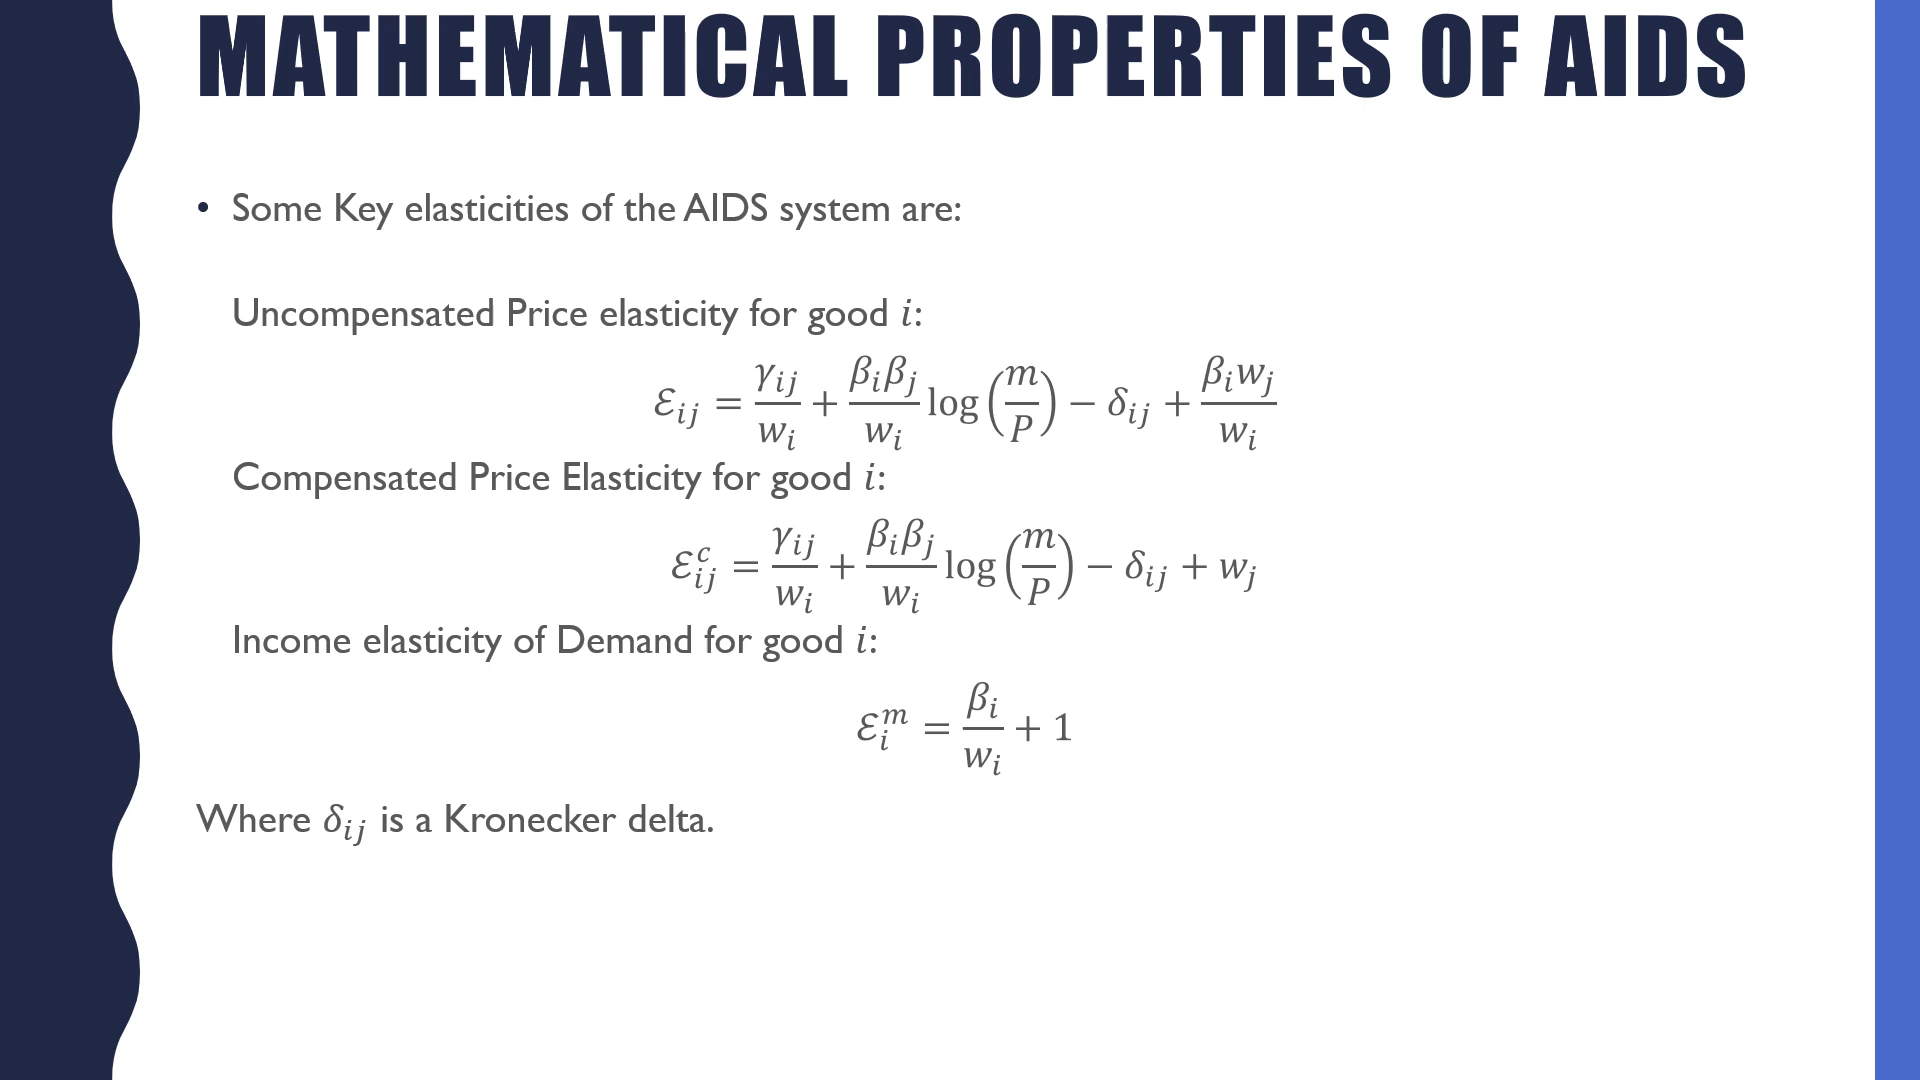 MATHEMATICAL PROPERTIES OF AIDS
• Some Key elasticities of the AIDS system are:
Uncompensated Price elasticity for good 𝑖:
ℰᵢⱼ = γᵢⱼ/wᵢ + βᵢβⱼ/wᵢ log(m/P) − δᵢⱼ + βᵢwⱼ/wᵢ
Compensated Price Elasticity for good 𝑖:
ℰᵢⱼᶜ = γᵢⱼ/wᵢ + βᵢβⱼ/wᵢ log(m/P) − δᵢⱼ + wⱼ
Income elasticity of Demand for good 𝑖:
ℰᵢᵐ = βᵢ/wᵢ + 1
Where δᵢⱼ is a Kronecker delta.